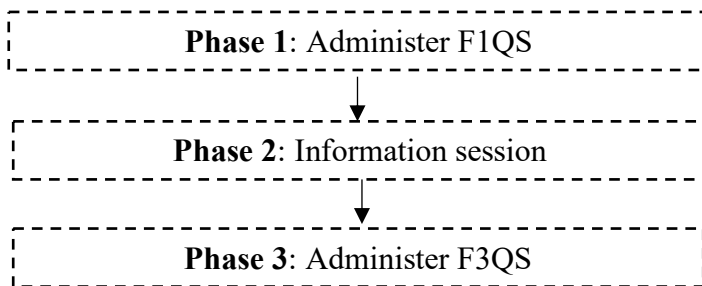 Phase 1: Administer F1QS
Phase 2: Information session
Phase 3: Administer F3QS